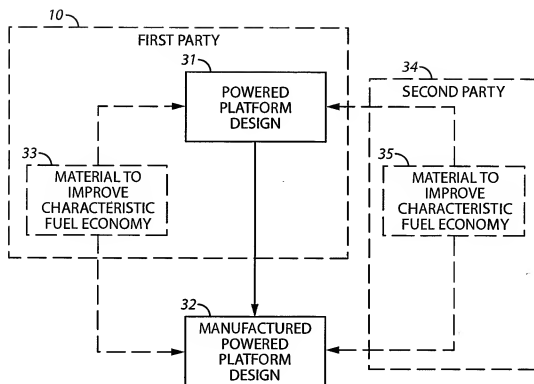 10
FIRST PARTY
31
POWERED
PLATFORM
DESIGN
34
SECOND PARTY
33
MATERIAL TO
IMPROVE
CHARACTERISTIC
FUEL ECONOMY
35
MATERIAL TO
IMPROVE
CHARACTERISTIC
FUEL ECONOMY
32
MANUFACTURED
POWERED
PLATFORM
DESIGN